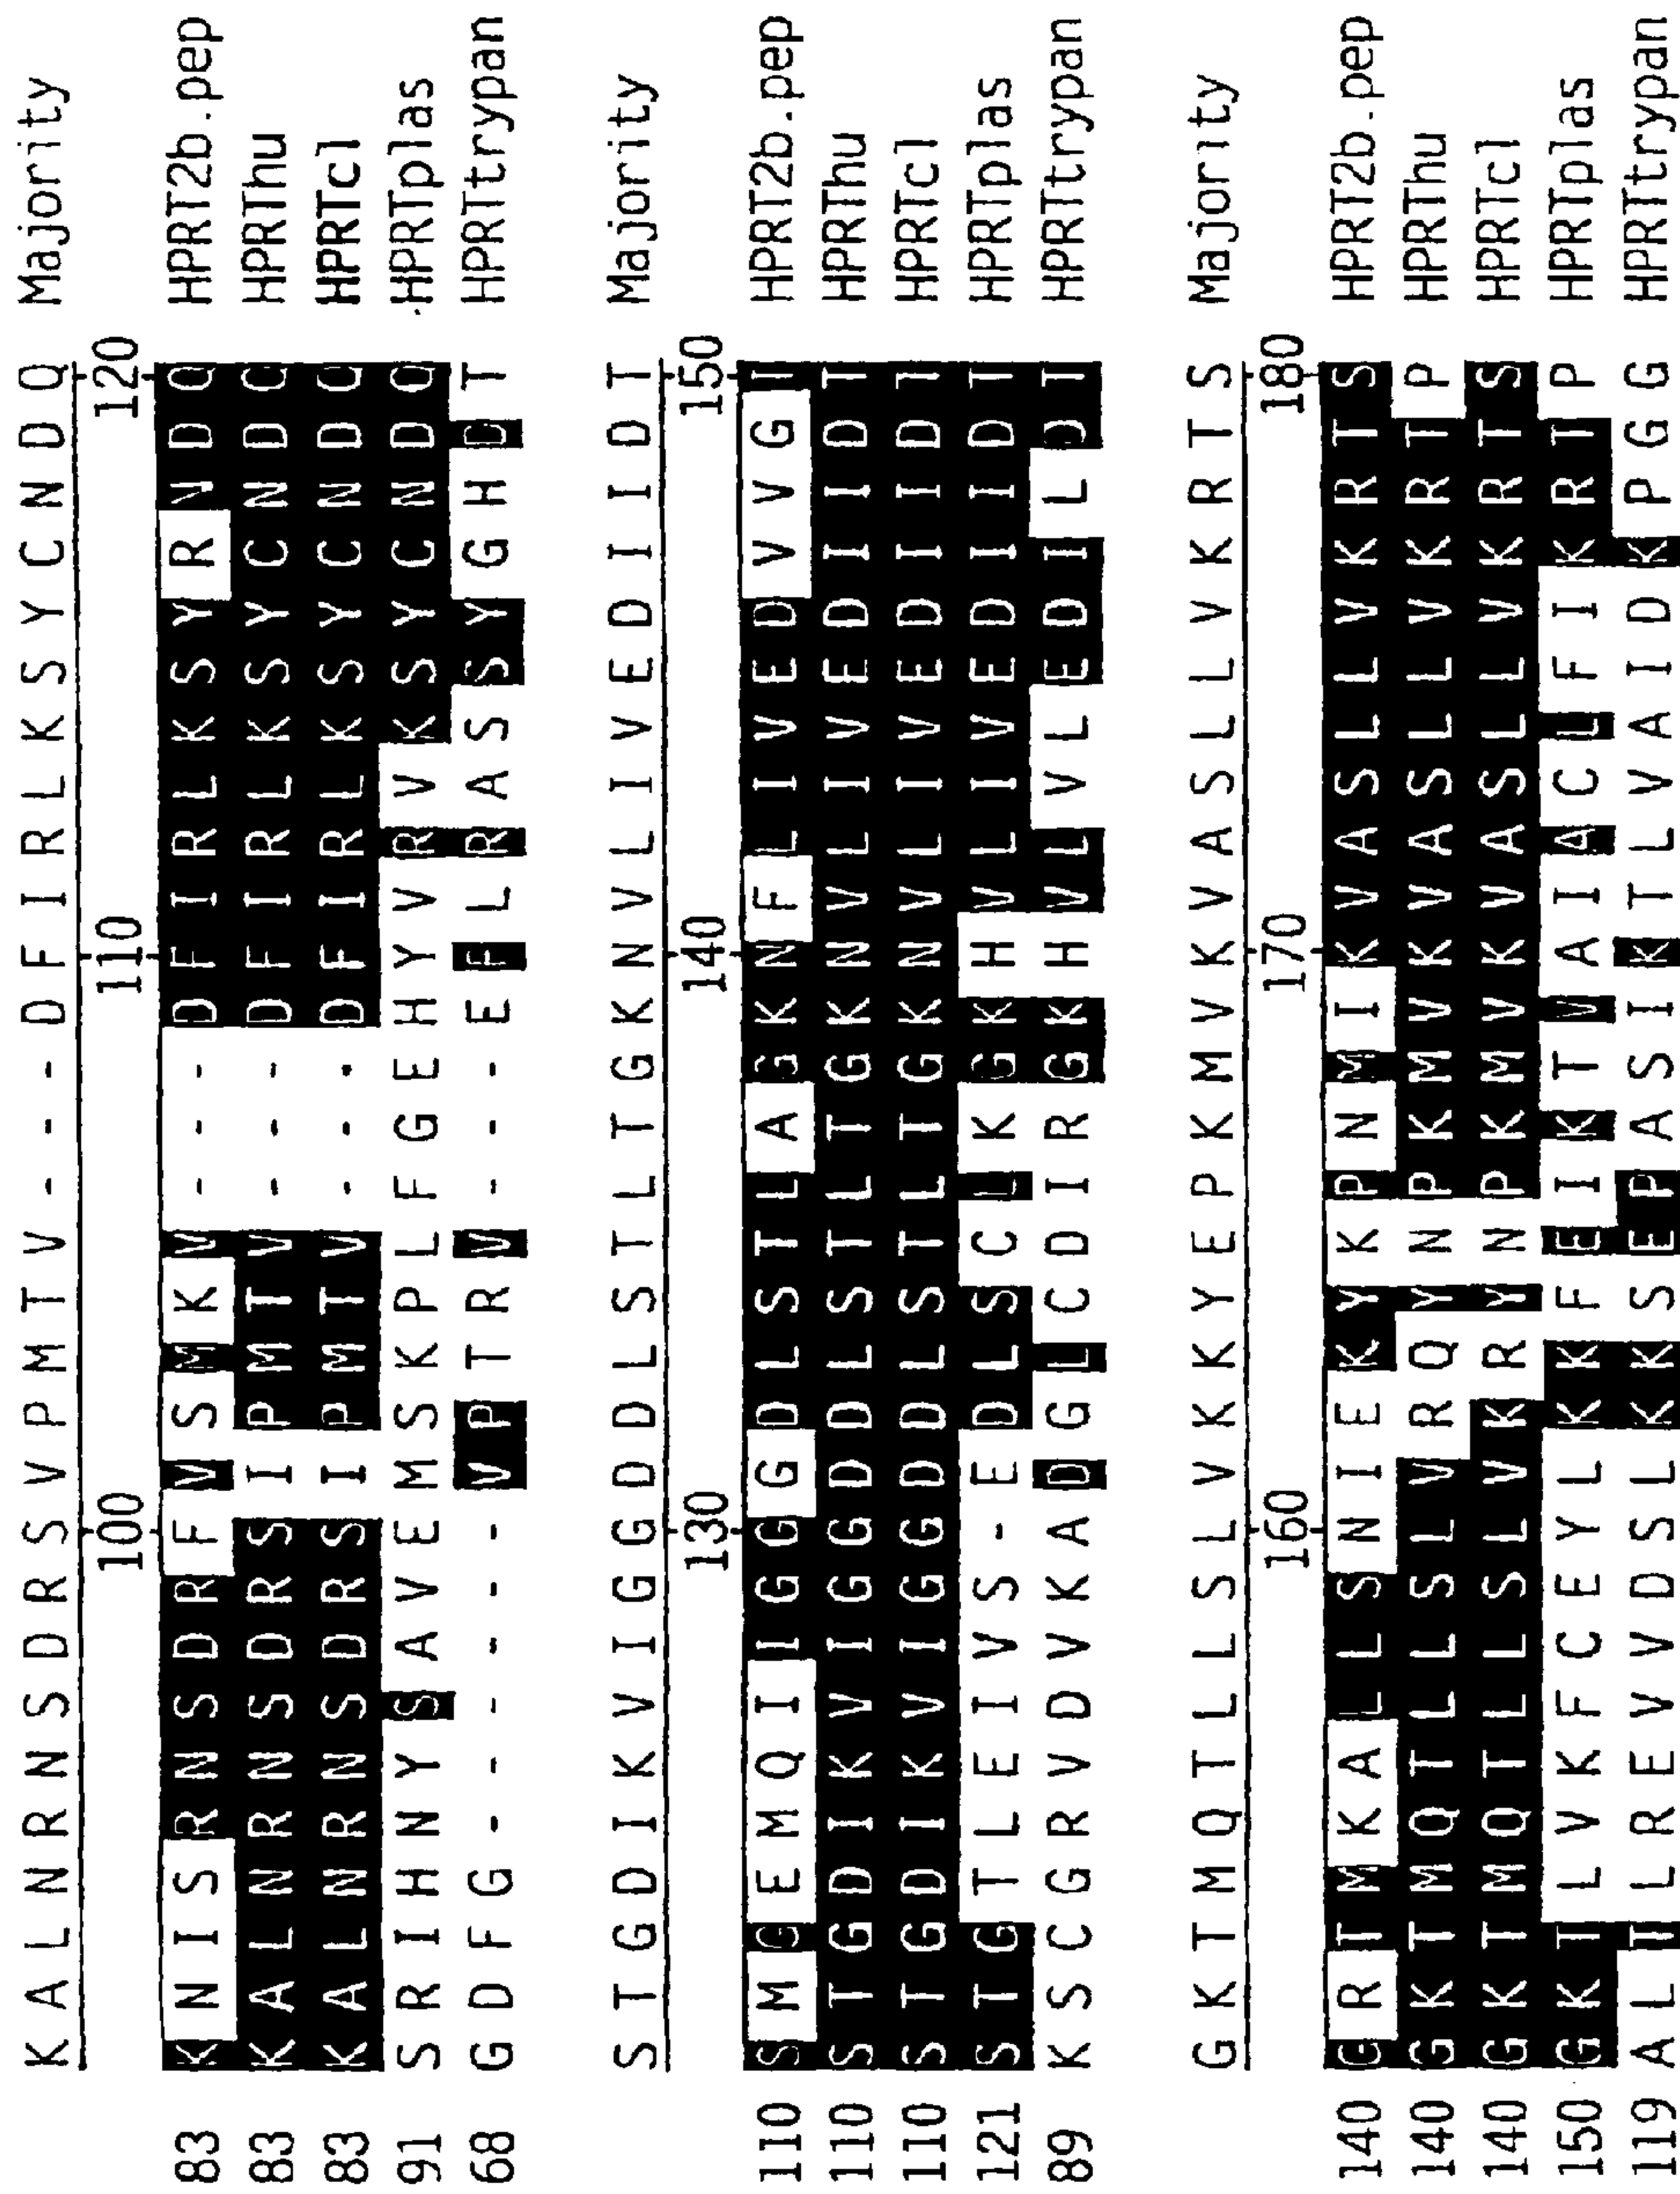 K A L N R N S D R S V P M T V - - - D F I R L K S Y C N D Q Majority
100 110 120
83 K N I S R N S D R F V S M K V - - - D F I R L K S Y R N D Q HPRT2b.pep
83 K A L N R N S D R S I P M T V - - - D F I R L K S Y C N D Q HPRThu
83 K A L N R N S D R S I P M T V - - - D F I R L K S Y C N D Q HPRTcl
91 S R I H N Y S A V E M S K P L F G E H Y V R V K S Y C N D Q HPRTplas
68 G D F G - - - - - - V P T R V - - - E F L R A S S Y G H D T HPRTtrypan
S T G D I K V I G G D D L S T L T G K N V L I V E D I I D T Majority
130 140 150
110 S M G E M Q I I G G G D L S T L A G K N F L I V E D V V G T HPRT2b.pep
110 S T G D I K V I G G D D L S T L T G K N V L I V E D I I D T HPRThu
110 S T G D I K V I G G D D L S T L T G K N V L I V E D I I D T HPRTcl
121 S T G T L E I V S - E D L S C L K G K H V L I V E D I I D T HPRTplas
89 K S C G R V D V K A D G L C D I R G K H V L V L E D I L D T HPRTtrypan
G K T M Q T L L S L V K K Y E P K M V K V A S L L V K R T S Majority
160 170 180
140 G R T M K A L L S N I E K Y K P N M I K V A S L L V K R T S HPRT2b.pep
140 G K T M Q T L L S L V R Q Y N P K M V K V A S L L V K R T P HPRThu
140 G K T M Q T L L S L V K R Y N P K M V K V A S L L V K R T S HPRTcl
150 G K T L V K F C E Y L K K F E I K T V A I A C L F I K R T P HPRTplas
119 A L T L R E V V D S L K K S E P A S I K T L V A I D K P G G HPRTtrypan